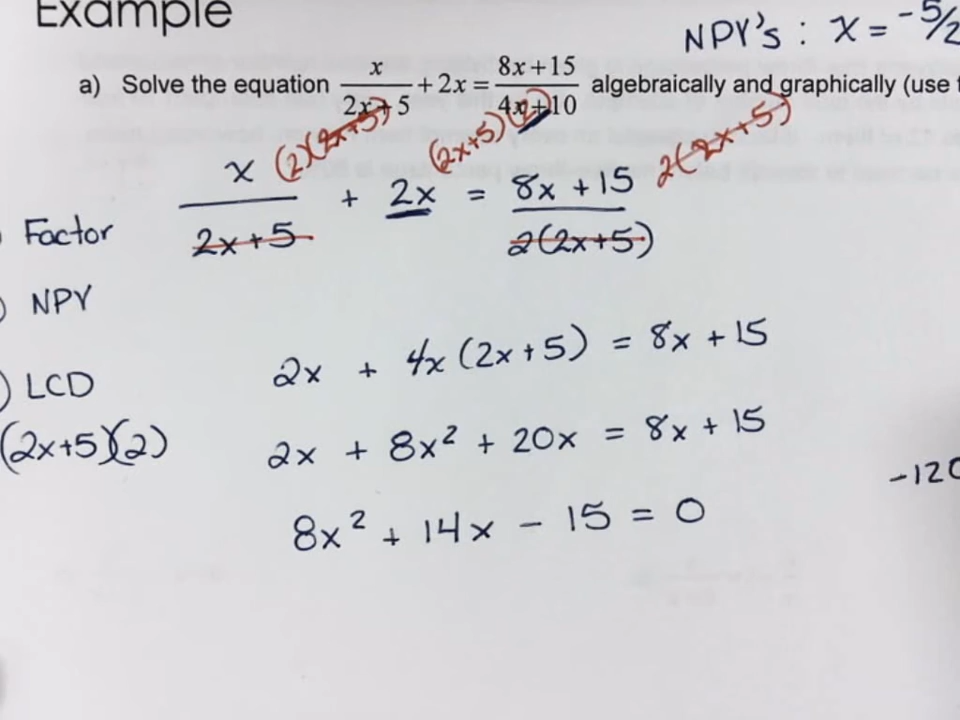 Example
NPV's : x = -5/2
a) Solve the equation x/(2x+5) + 2x = (8x+15)/(4x+10) algebraically and graphically (use
x (2)(2x+5) (2x+5)(2) 2(2x+5)
+ 2x = 8x + 15
2x+5 2(2x+5)
Factor
NPV
2x + 4x(2x+5) = 8x + 15
LCD
(2x+5)(2)
2x + 8x² + 20x = 8x + 15
-120
8x² + 14x - 15 = 0